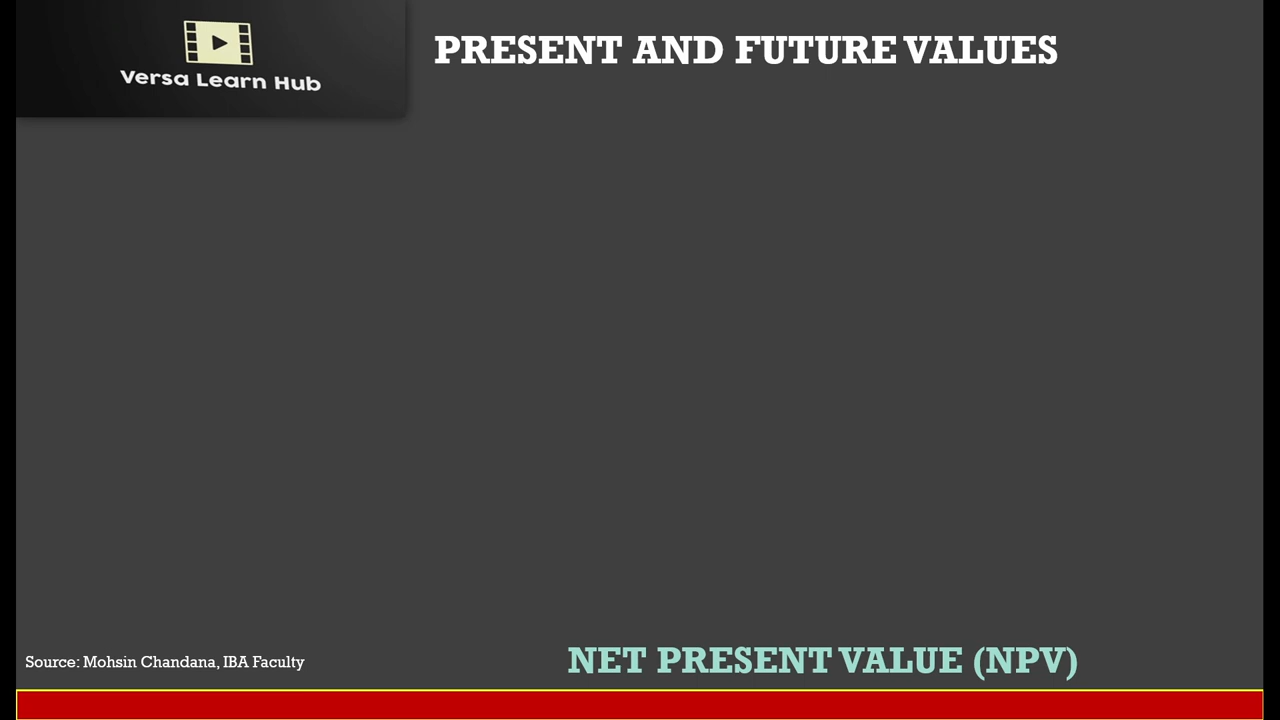 Versa Learn Hub
PRESENT AND FUTURE VALUES
Source: Mohsin Chandana, IBA Faculty
NET PRESENT VALUE (NPV)